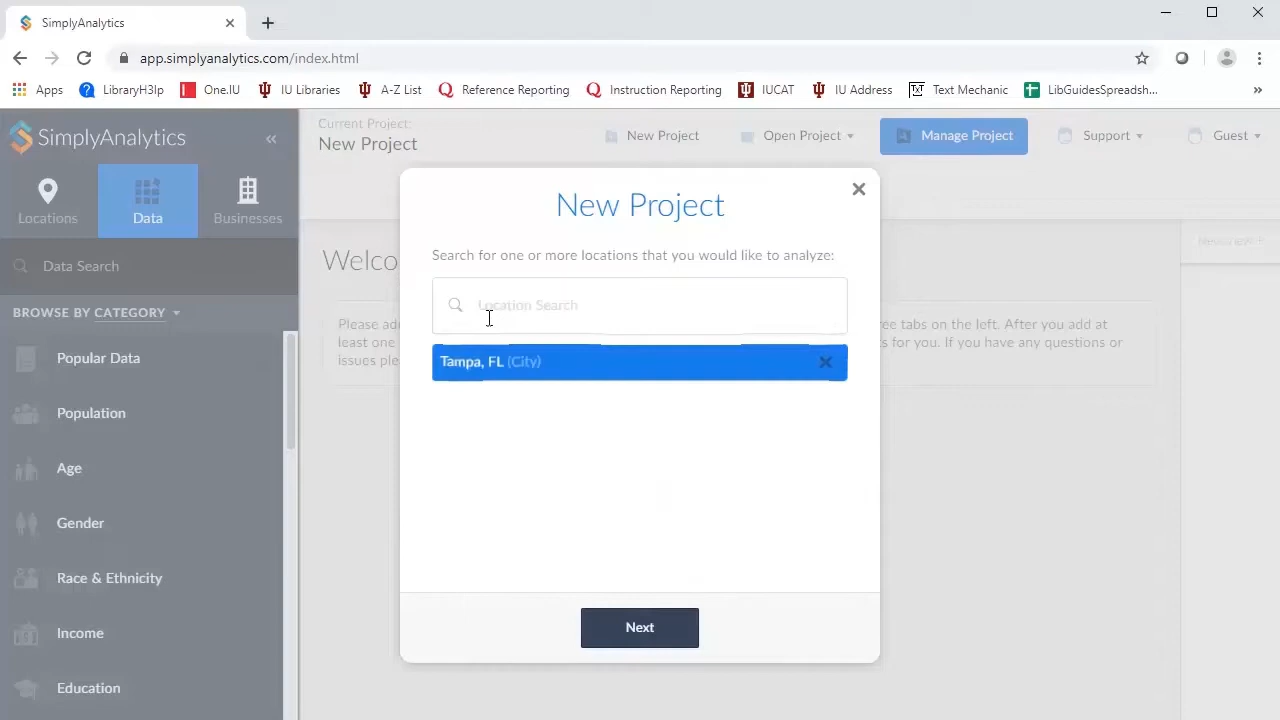 SimplyAnalytics
app.simplyanalytics.com/index.html
Apps
LibraryH3lp
One.IU
IU Libraries
A-Z List
Reference Reporting
Instruction Reporting
IUCAT
IU Address
Text Mechanic
LibGuidesSpreadsh...
SimplyAnalytics
Current Project:
New Project
New Project
Open Project
Manage Project
Support
Guest
Locations
Data
Businesses
Data Search
BROWSE BY CATEGORY
Popular Data
Population
Age
Gender
Race & Ethnicity
Income
Education
Welco
Please ad
least one
issues ple
ee tabs on the left. After you add
s for you. If you have any questions or
New Project
Search for one or more locations that you would like to analyze:
Location Search
Tampa, FL (City)
Next